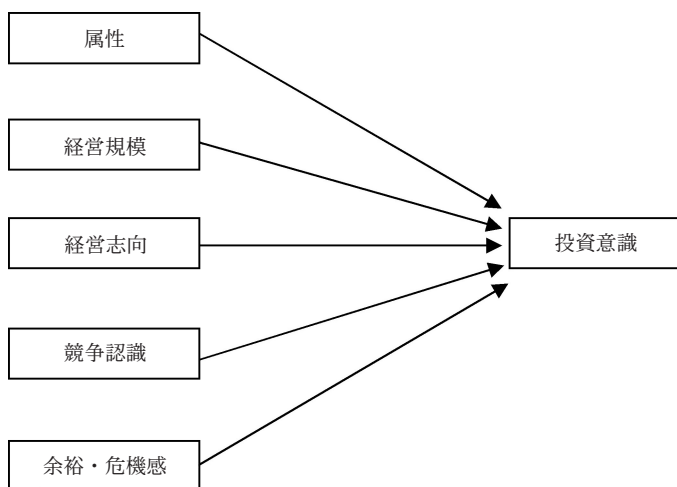 属性
経営規模
経営志向
投資意識
競争認識
余裕・危機感